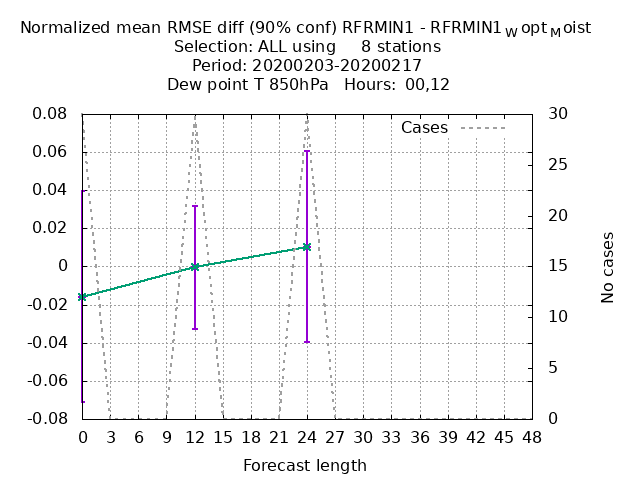 Normalized mean RMSE diff (90% conf) RFRMIN1 - RFRMIN1WoptMoist
Selection: ALL using 8 stations
Period: 20200203-20200217
Dew point T 850hPa Hours: 00,12
Cases
0.08
0.06
0.04
0.02
0
-0.02
-0.04
-0.06
-0.08
30
25
20
15
10
5
0
No cases
0 3 6 9 12 15 18 21 24 27 30 33 36 39 42 45 48
Forecast length